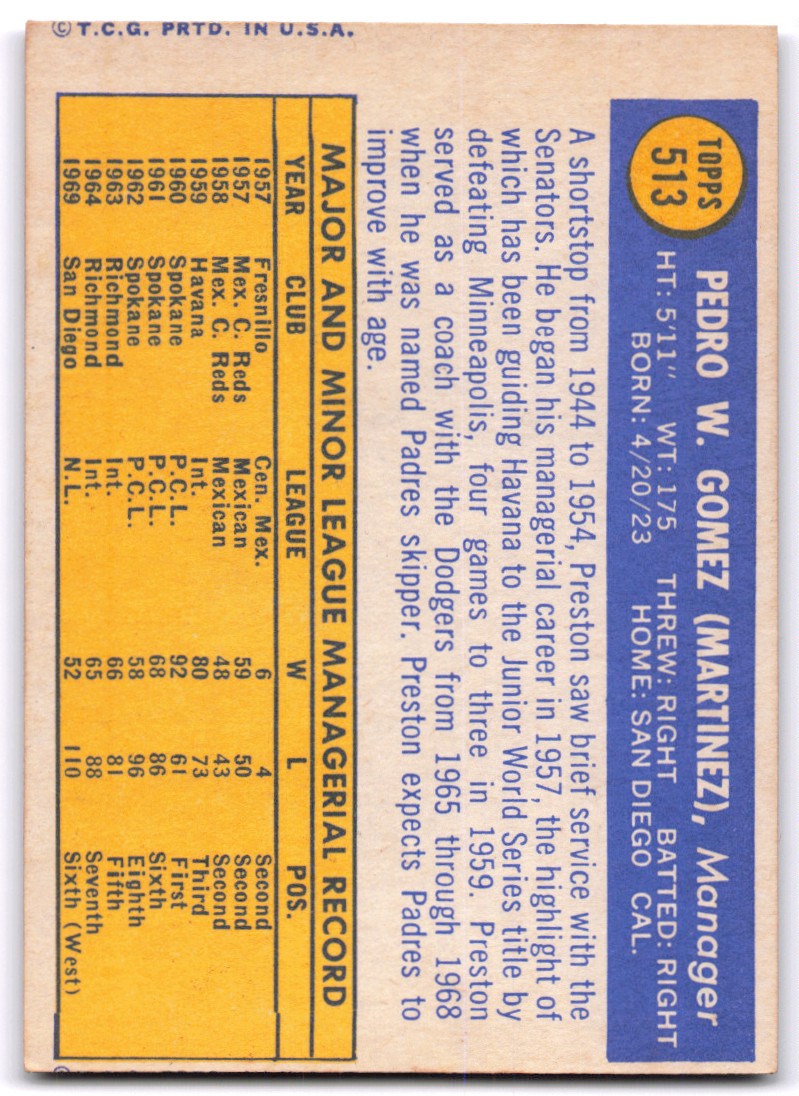 TOPPS
513
PEDRO W. GOMEZ (MARTINEZ), Manager
HT: 5'11" WT: 175 THREW: RIGHT BATTED: RIGHT
BORN: 4/20/23 HOME: SAN DIEGO CAL.
A shortstop from 1944 to 1954, Preston saw brief service with the
Senators. He began his managerial career in 1957, the highlight of
which has been guiding Havana to the Junior World Series title by
defeating Minneapolis, four games to three in 1959. Preston
served as a coach with the Dodgers from 1965 through 1968
when he was named Padres skipper. Preston expects Padres to
improve with age.
MAJOR AND MINOR LEAGUE MANAGERIAL RECORD
YEAR CLUB LEAGUE W L POS.
1957 Fresnillo Cen. Mex. 6 4 Second
1957 Mex. C. Reds Mexican 59 50 Second
1958 Mex. C. Reds Mexican 48 43 Second
1959 Havana Int. 80 73 Third
1960 Spokane P.C.L. 92 61 First
1961 Spokane P.C.L. 68 86 Sixth
1962 Spokane P.C.L. 58 96 Eighth
1963 Richmond Int. 66 81 Fifth
1964 Richmond Int. 65 88 Seventh
1969 San Diego N.L. 52 110 Sixth (West)
© T.C.G. PRTD. IN U.S.A.